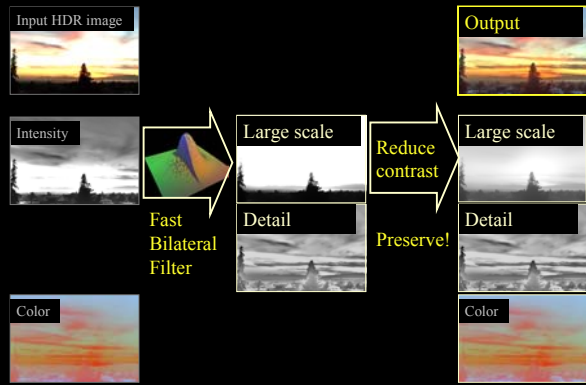 Input HDR image
Output
Intensity
Large scale
Reduce
contrast
Large scale
Fast
Bilateral
Filter
Detail
Preserve!
Detail
Color
Color